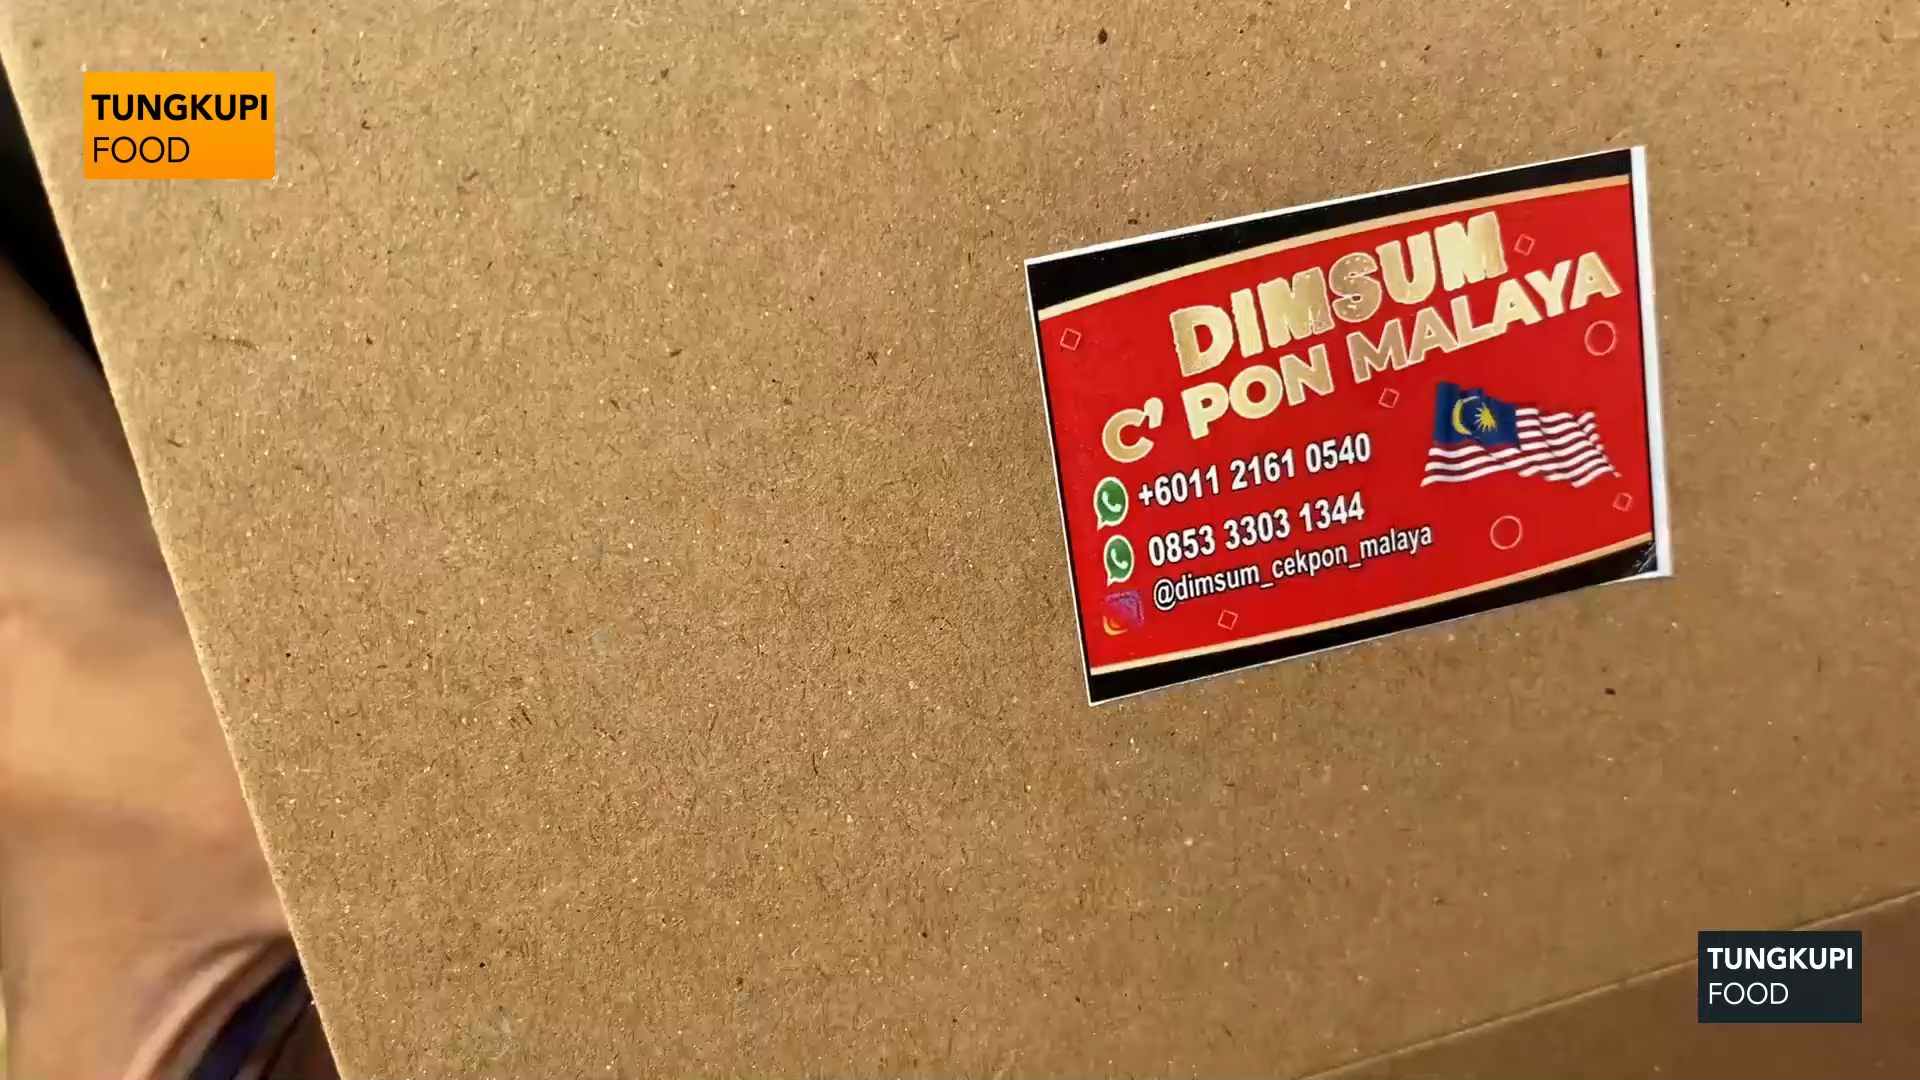 TUNGKUPI
FOOD
DIMSUM
C' PON MALAYA
+6011 2161 0540
0853 3303 1344
@dimsum_cekpon_malaya
TUNGKUPI
FOOD